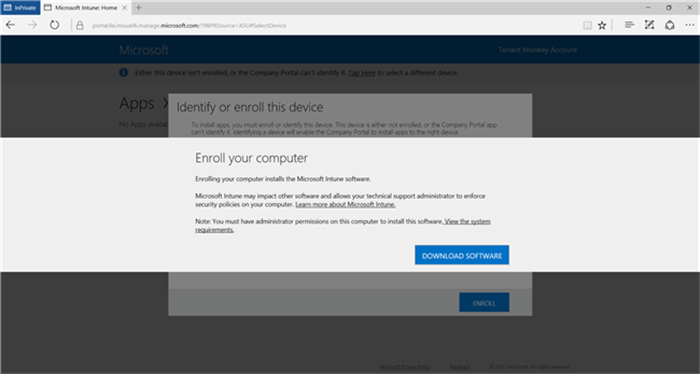 InPrivate
Microsoft Intune: Home
portal.fei.msua06.manage.microsoft.com/?WPRSource=XSU#SelectDevice
Microsoft
Tenant Monkey Account
Either this device isn't enrolled, or the Company Portal can't identify it. Tap Here to select a different device.
Apps
No Apps availa
Identify or enroll this device
To install apps, you must enroll or identify this device. This device is either not enrolled, or the Company Portal app
can't identify it. Identifying a device will enable the Company Portal to install apps to the right device
Enroll your computer
Enrolling your computer installs the Microsoft Intune software.
Microsoft Intune may impact other software and allows your technical support administrator to enforce
security policies on your computer. Learn more about Microsoft Intune.
Note: You must have administrator permissions on this computer to install this software. View the system
requirements.
DOWNLOAD SOFTWARE
ENROLL
Microsoft Privacy Policy
Feedback
Microsoft All rights reserved